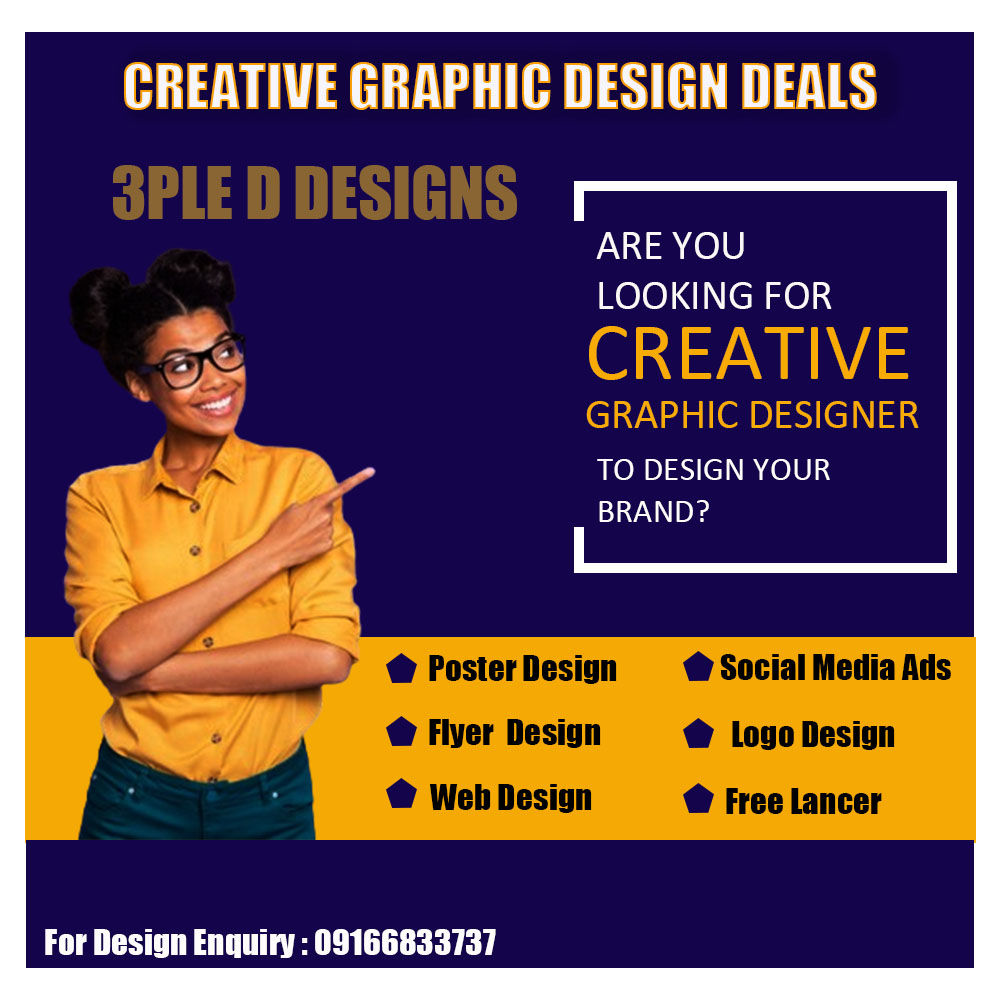 CREATIVE GRAPHIC DESIGN DEALS
3PLE D DESIGNS
ARE YOU
LOOKING FOR
CREATIVE
GRAPHIC DESIGNER
TO DESIGN YOUR
BRAND?
Poster Design
Social Media Ads
Flyer Design
Logo Design
Web Design
Free Lancer
For Design Enquiry : 09166833737